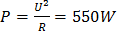 P = U²/R = 550W